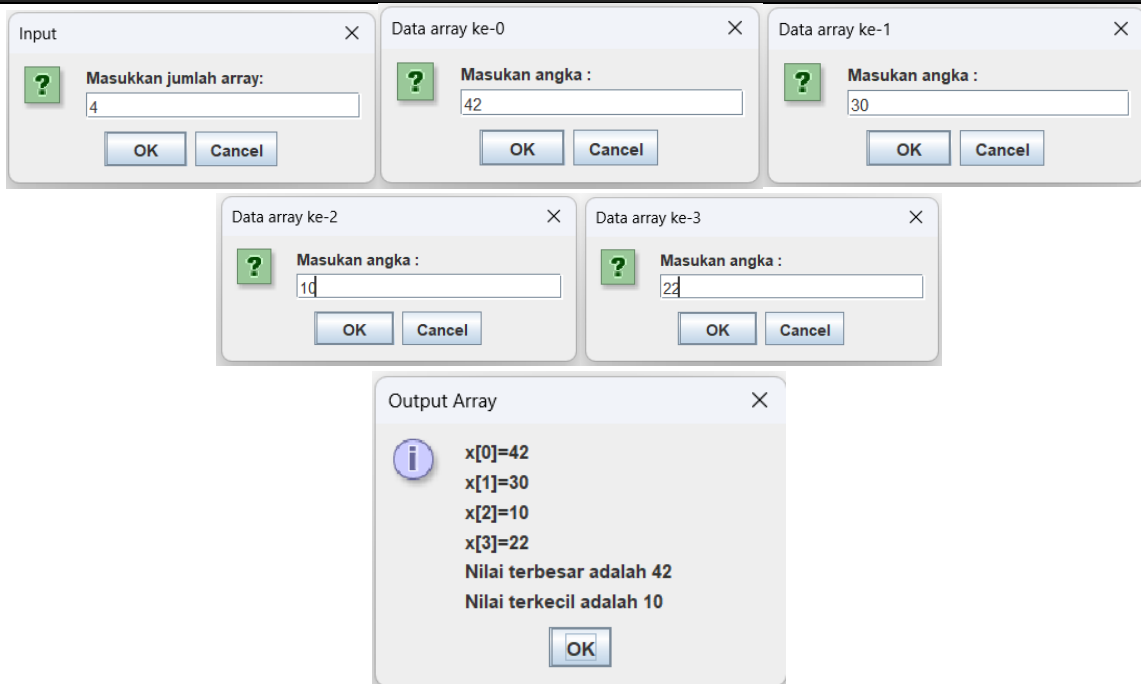 Input
Masukkan jumlah array:
4
OK Cancel
Data array ke-0
Masukan angka :
42
OK Cancel
Data array ke-1
Masukan angka :
30
OK Cancel
Data array ke-2
Masukan angka :
10
OK Cancel
Data array ke-3
Masukan angka :
22
OK Cancel
Output Array
x[0]=42
x[1]=30
x[2]=10
x[3]=22
Nilai terbesar adalah 42
Nilai terkecil adalah 10
OK